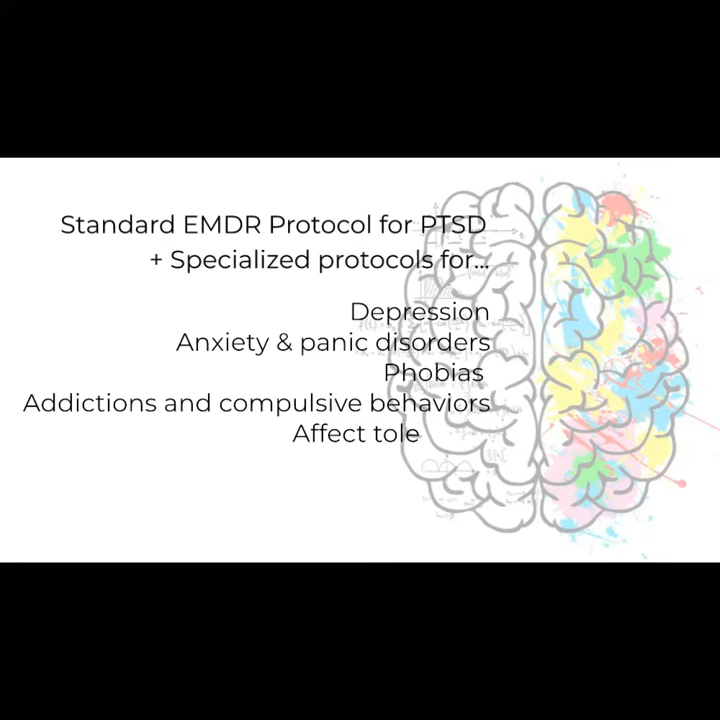 Standard EMDR Protocol for PTSD
+ Specialized protocols for...
Depression
Anxiety & panic disorders
Phobias
Addictions and compulsive behaviors
Affect tole